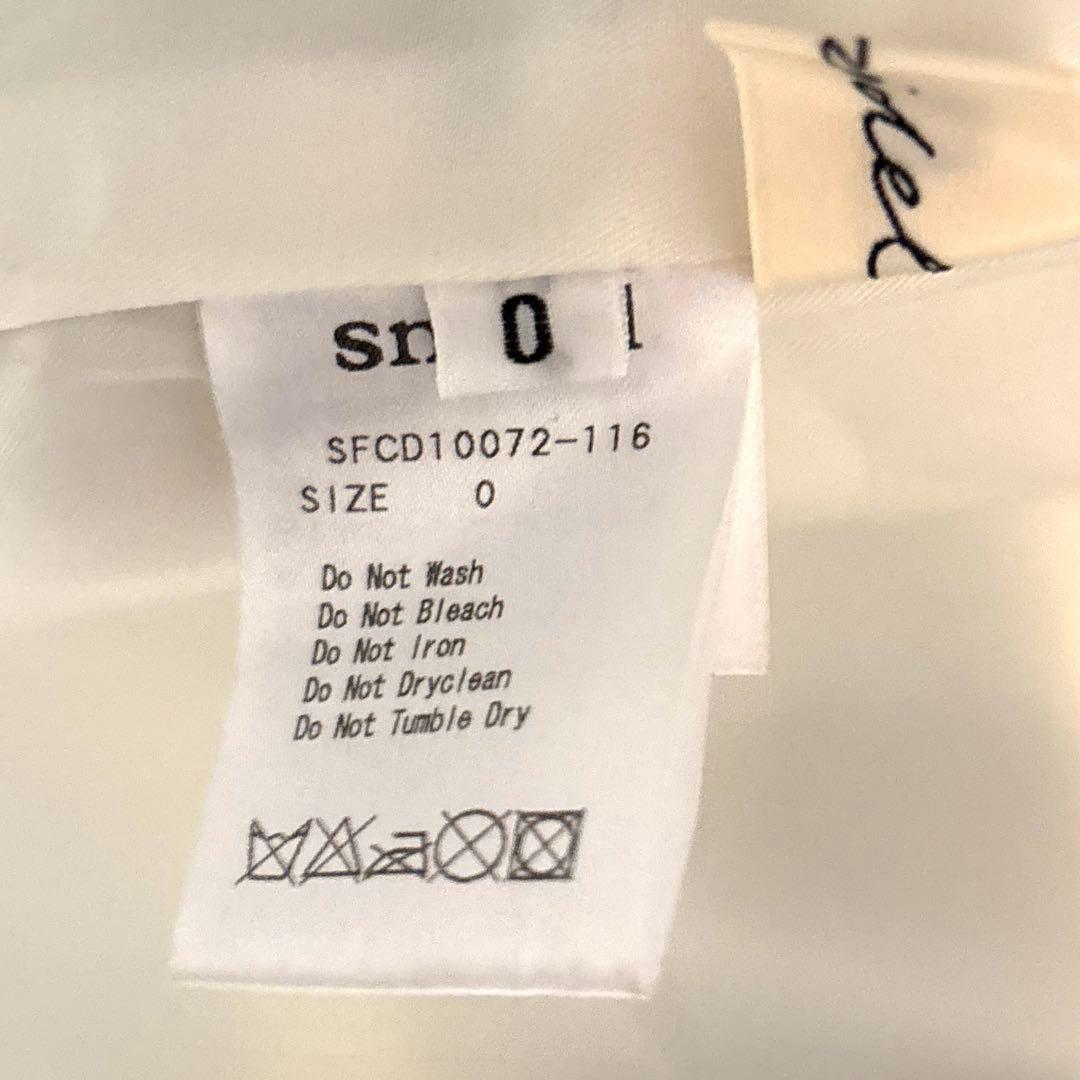 idel
sn
0
l
SFCD10072-116
SIZE 0
Do Not Wash
Do Not Bleach
Do Not Iron
Do Not Dryclean
Do Not Tumble Dry